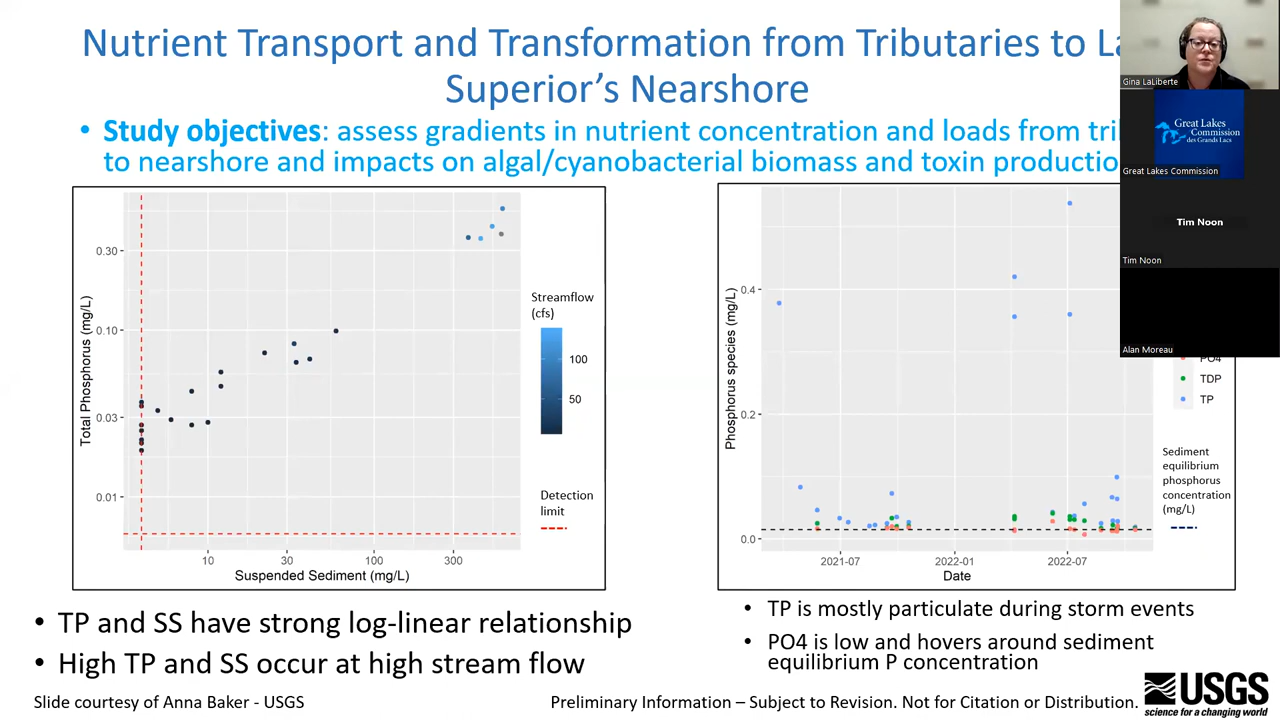 Nutrient Transport and Transformation from Tributaries to La
Superior's Nearshore
• Study objectives: assess gradients in nutrient concentration and loads from tri
to nearshore and impacts on algal/cyanobacterial biomass and toxin productio
Gina LaLiberte
Great Lakes
Commission
des Grands Lacs
Great Lakes Commission
Tim Noon
Tim Noon
Alan Moreau
Total Phosphorus (mg/L)
0.30
0.10
0.03
0.01
10
30
100
300
Suspended Sediment (mg/L)
Streamflow
(cfs)
100
50
Detection
limit
Phosphorus species (mg/L)
0.4
0.2
0.0
2021-07
2022-01
2022-07
Date
PO4
TDP
TP
Sediment
equilibrium
phosphorus
concentration
(mg/L)
• TP and SS have strong log-linear relationship
• High TP and SS occur at high stream flow
• TP is mostly particulate during storm events
• PO4 is low and hovers around sediment
equilibrium P concentration
Slide courtesy of Anna Baker - USGS
Preliminary Information – Subject to Revision. Not for Citation or Distribution.
USGS
science for a changing world